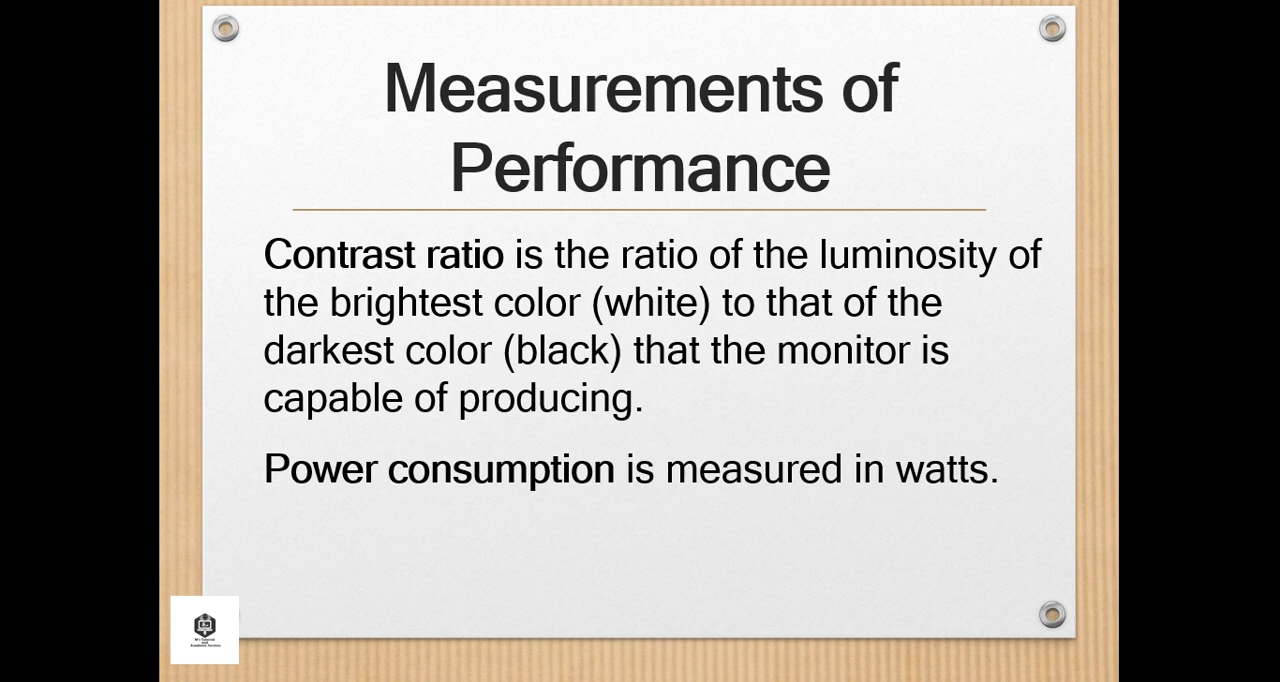 Measurements of
Performance
Contrast ratio is the ratio of the luminosity of
the brightest color (white) to that of the
darkest color (black) that the monitor is
capable of producing.
Power consumption is measured in watts.